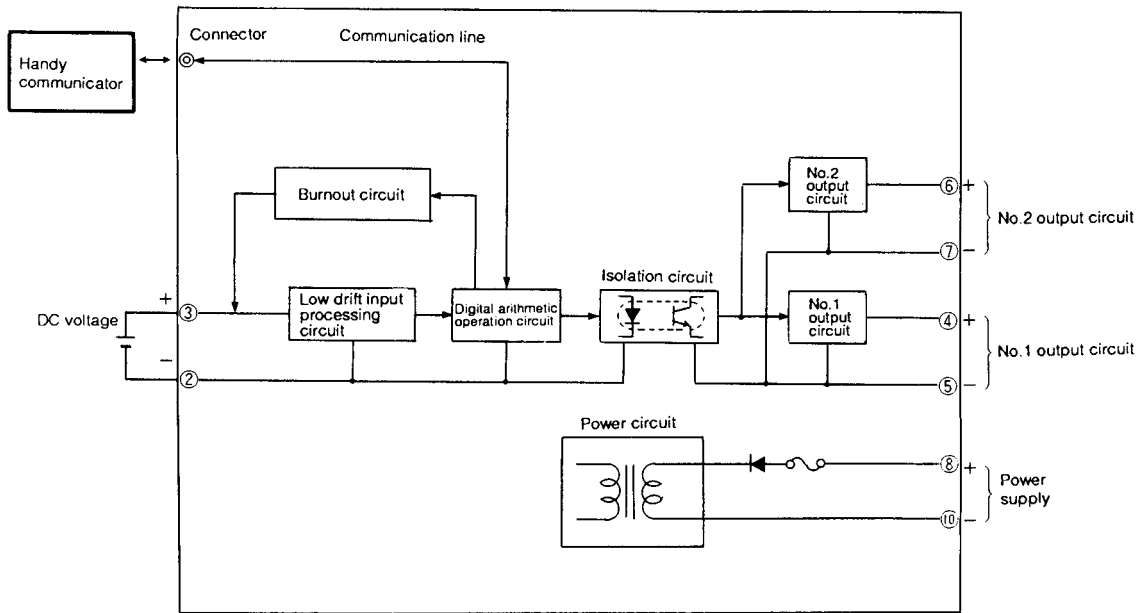 Connector
Communication line
Handy
communicator
Burnout circuit
No.2
output
circuit
⑥ +
⑦ −
No.2 output circuit
Isolation circuit
DC voltage
+
③
−
②
Low drift input
processing
circuit
Digital arithmetic
operation circuit
No.1
output
circuit
④ +
⑤ −
No.1 output circuit
Power circuit
⑧ +
⑩ −
Power
supply